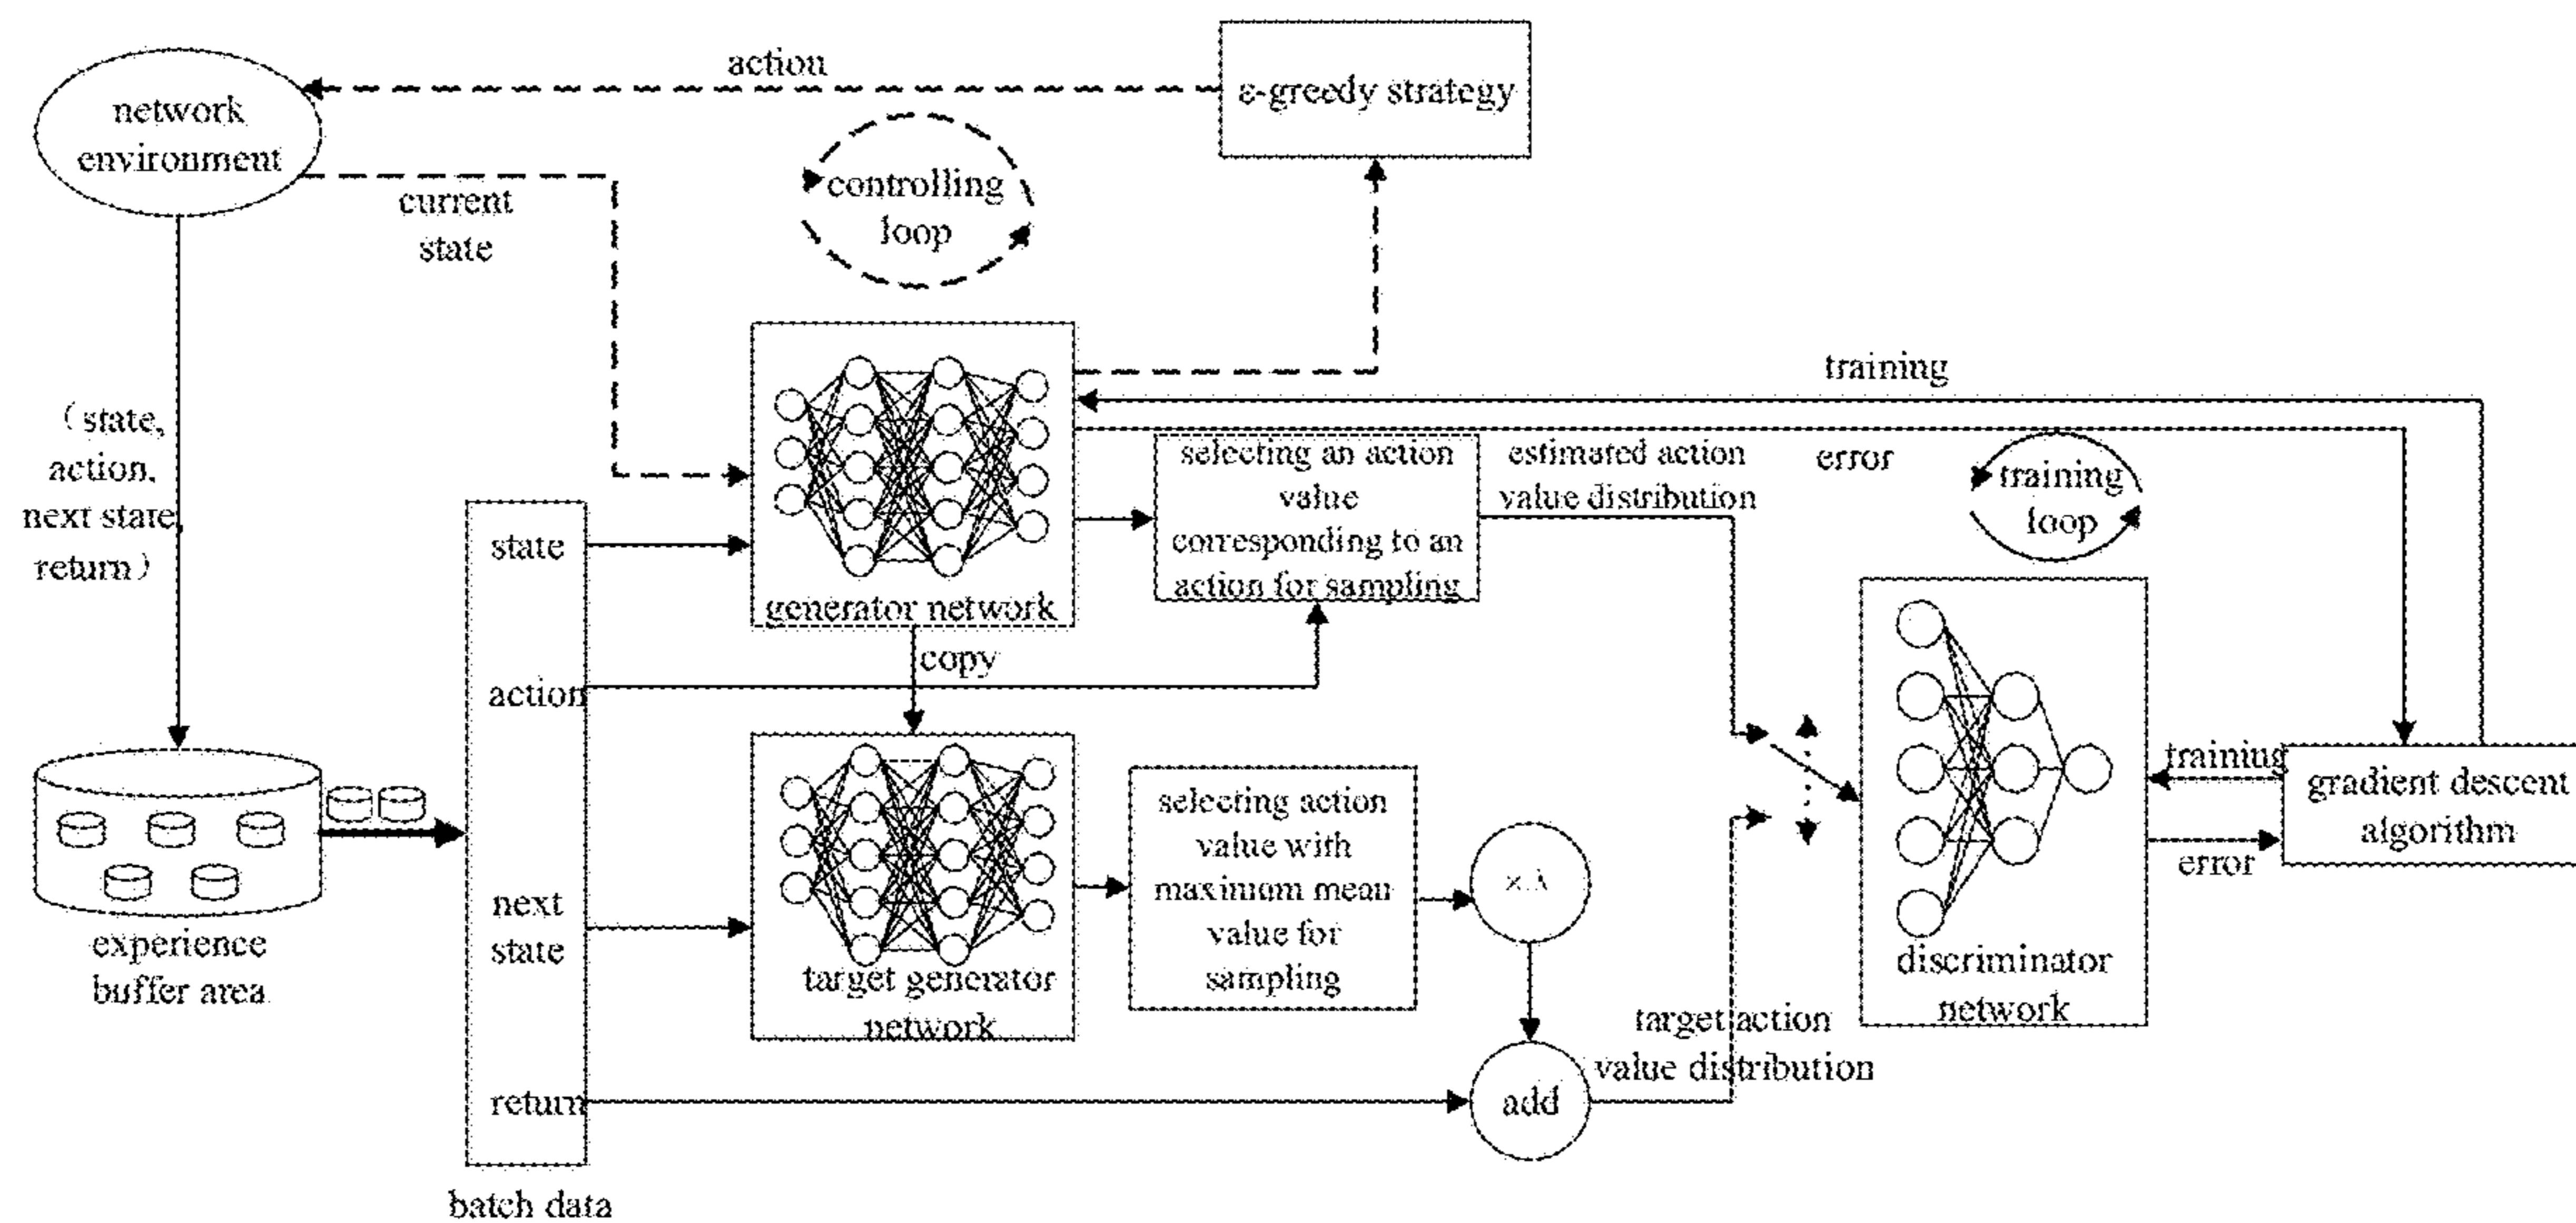 action
ε-greedy strategy
network
environment
current
state
controlling
loop
training
（state,
action,
next state,
return）
selecting an action
value
corresponding to an
action for sampling
estimated action
value distribution
error
training
loop
state
generator network
copy
action
training
gradient descent
algorithm
error
selecting action
value with
maximum mean
value for
sampling
×λ
next
state
target generator
network
experience
buffer area
discriminator
network
target action
value distribution
return
add
batch data